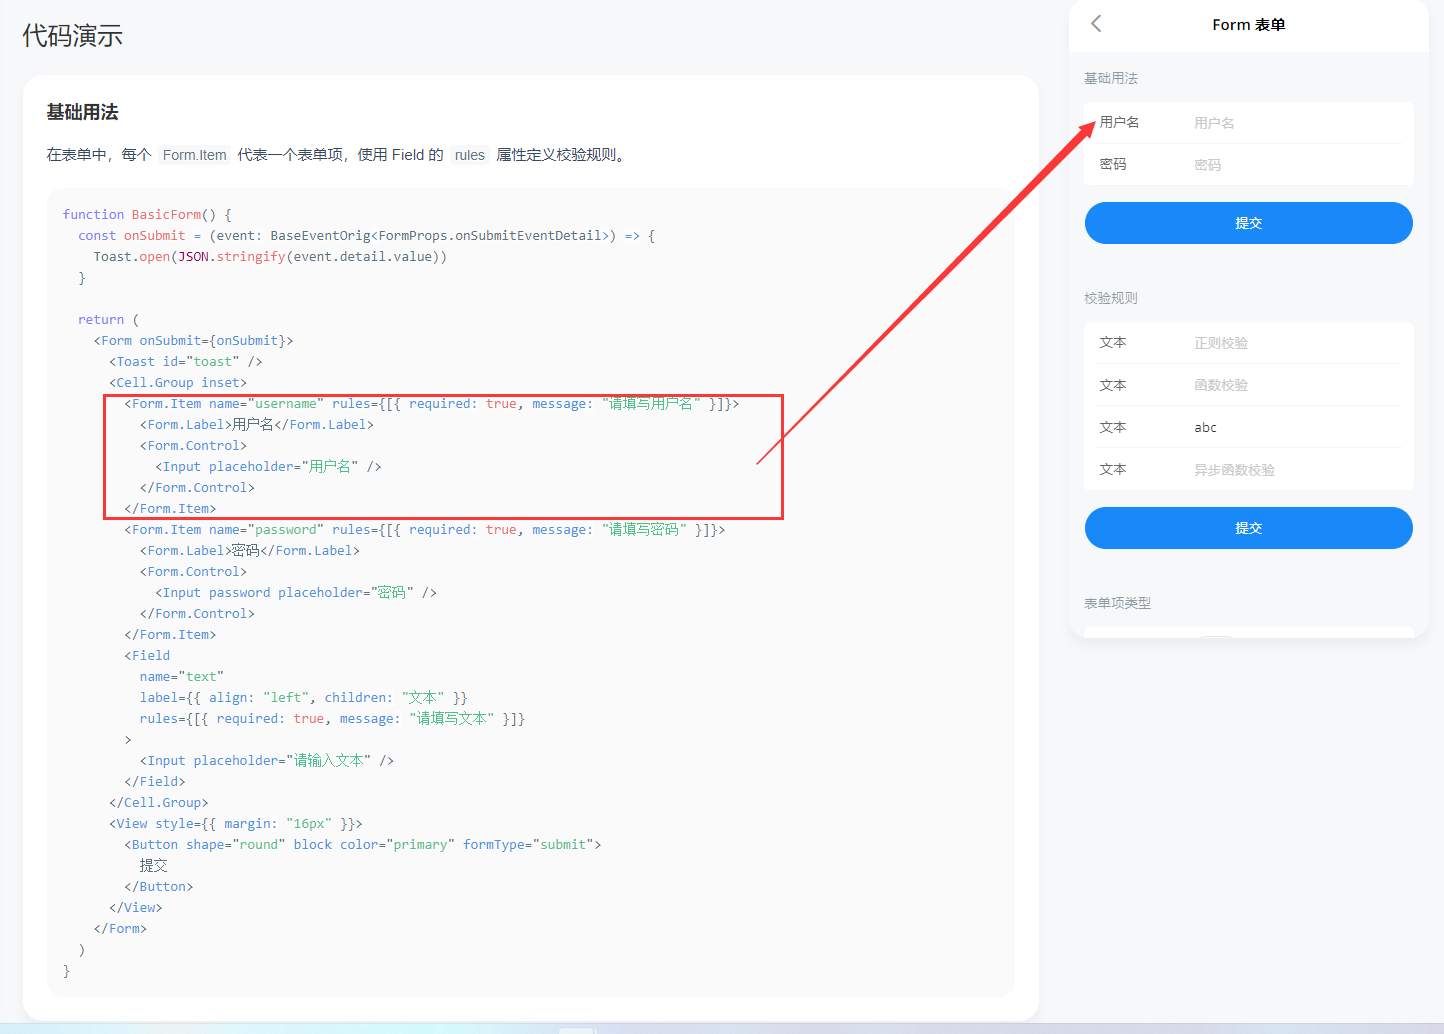 代码演示
基础用法
在表单中，每个 Form.Item 代表一个表单项，使用 Field 的 rules 属性定义校验规则。
function BasicForm() {
  const onSubmit = (event: BaseEventOrig<FormProps.onSubmitEventDetail>) => {
    Toast.open(JSON.stringify(event.detail.value))
  }
  return (
    <Form onSubmit={onSubmit}>
      <Toast id="toast" />
      <Cell.Group inset>
        <Form.Item name="username" rules={[{ required: true, message: "请填写用户名" }]}>
          <Form.Label>用户名</Form.Label>
          <Form.Control>
            <Input placeholder="用户名" />
          </Form.Control>
        </Form.Item>
        <Form.Item name="password" rules={[{ required: true, message: "请填写密码" }]}>
          <Form.Label>密码</Form.Label>
          <Form.Control>
            <Input password placeholder="密码" />
          </Form.Control>
        </Form.Item>
        <Field
          name="text"
          label={{ align: "left", children: "文本" }}
          rules={[{ required: true, message: "请填写文本" }]}
        >
          <Input placeholder="请输入文本" />
        </Field>
      </Cell.Group>
      <View style={{ margin: "16px" }}>
        <Button shape="round" block color="primary" formType="submit">
          提交
        </Button>
      </View>
    </Form>
  )
}
Form 表单
基础用法
用户名 用户名
密码 密码
提交
校验规则
文本 正则校验
文本 函数校验
文本 abc
文本 异步函数校验
提交
表单项类型